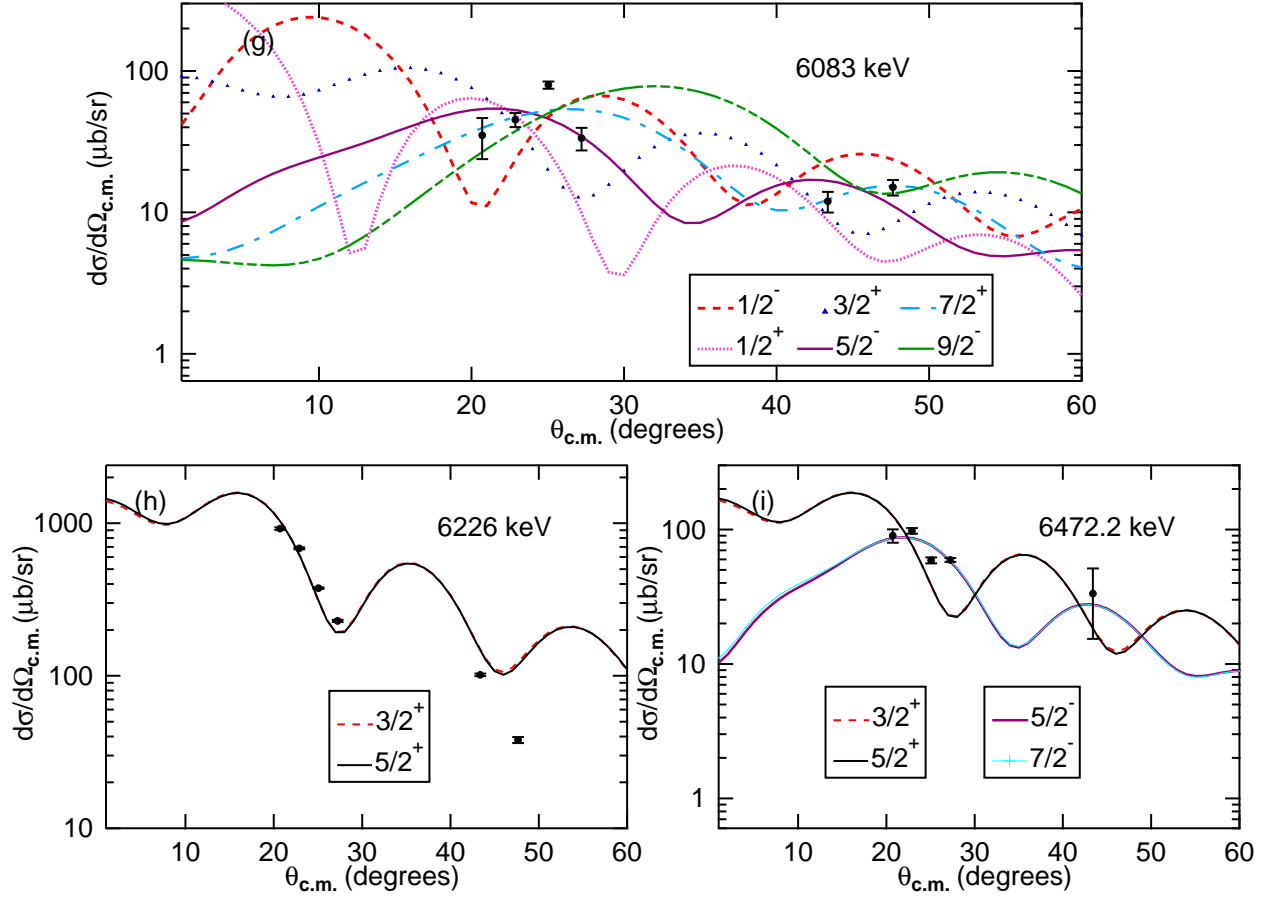 (g)
6083 keV
dσ/dΩc.m. (μb/sr)
100
10
1
1/2- 3/2+ 7/2+
1/2+ 5/2- 9/2-
10 20 30 40 50 60
θc.m. (degrees)
(h)
6226 keV
dσ/dΩc.m. (μb/sr)
1000
100
10
3/2+
5/2+
10 20 30 40 50 60
θc.m. (degrees)
(i)
6472.2 keV
dσ/dΩc.m. (μb/sr)
100
10
1
3/2+ 5/2-
5/2+ 7/2-
10 20 30 40 50 60
θc.m. (degrees)